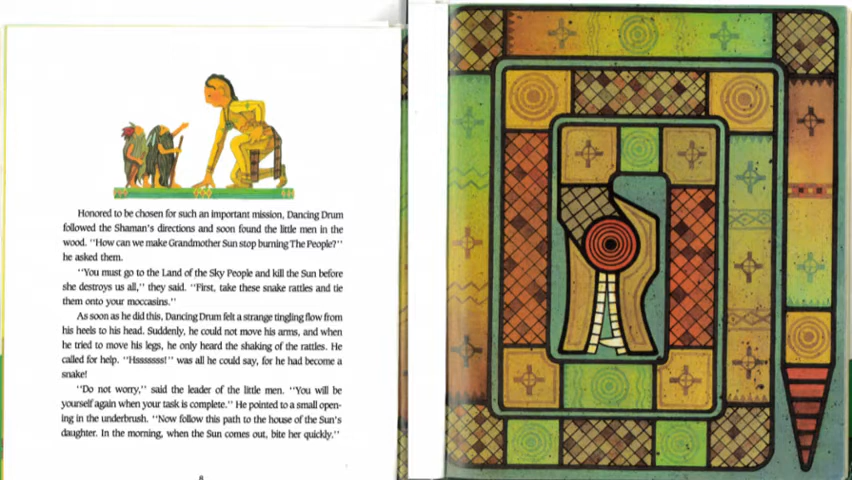 Honored to be chosen for such an important mission, Dancing Drum
followed the Shaman's directions and soon found the little men in the
wood. "How can we make Grandmother Sun stop burning The People?"
he asked them.
"You must go to the Land of the Sky People and kill the Sun before
she destroys us all," they said. "First, take these snake rattles and tie
them onto your moccasins."
As soon as he did this, Dancing Drum felt a strange tingling flow from
his heels to his head. Suddenly, he could not move his arms, and when
he tried to move his legs, he only heard the shaking of the rattles. He
called for help. "Hsssssss!" was all he could say, for he had become a
snake!
"Do not worry," said the leader of the little men. "You will be
yourself again when your task is complete." He pointed to a small open-
ing in the underbrush. "Now follow this path to the house of the Sun's
daughter. In the morning, when the Sun comes out, bite her quickly."